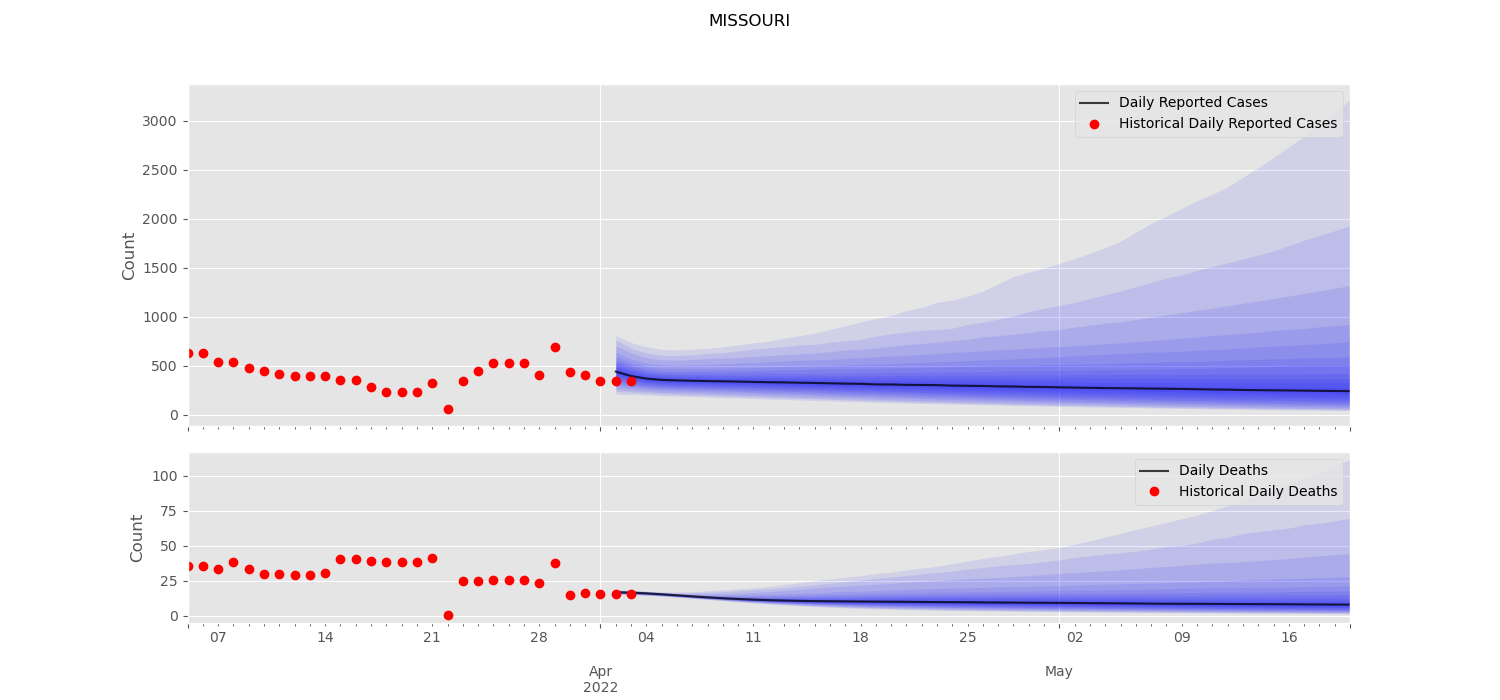 MISSOURI
Daily Reported Cases
Historical Daily Reported Cases
3000
2500
2000
1500
1000
500
0
Count
Daily Deaths
Historical Daily Deaths
100
75
50
25
0
Count
07 14 21 28 04 11 18 25 02 09 16
Apr May
2022